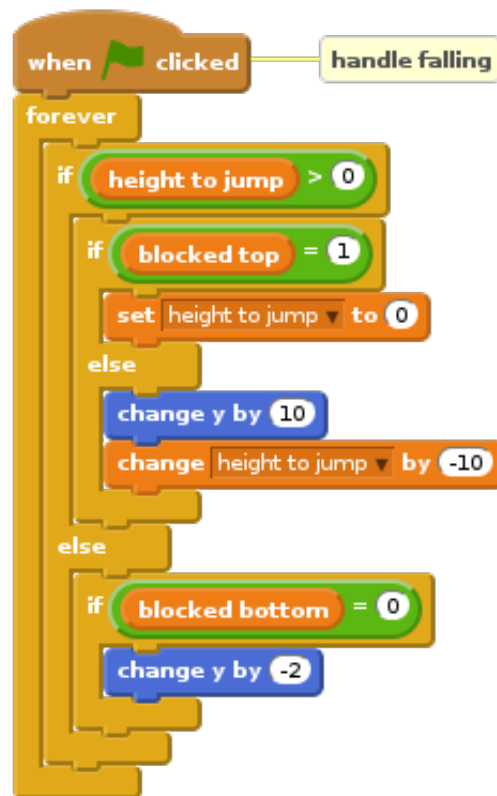 when clicked handle falling
forever
if height to jump > 0
if blocked top = 1
set height to jump to 0
else
change y by 10
change height to jump by -10
else
if blocked bottom = 0
change y by -2